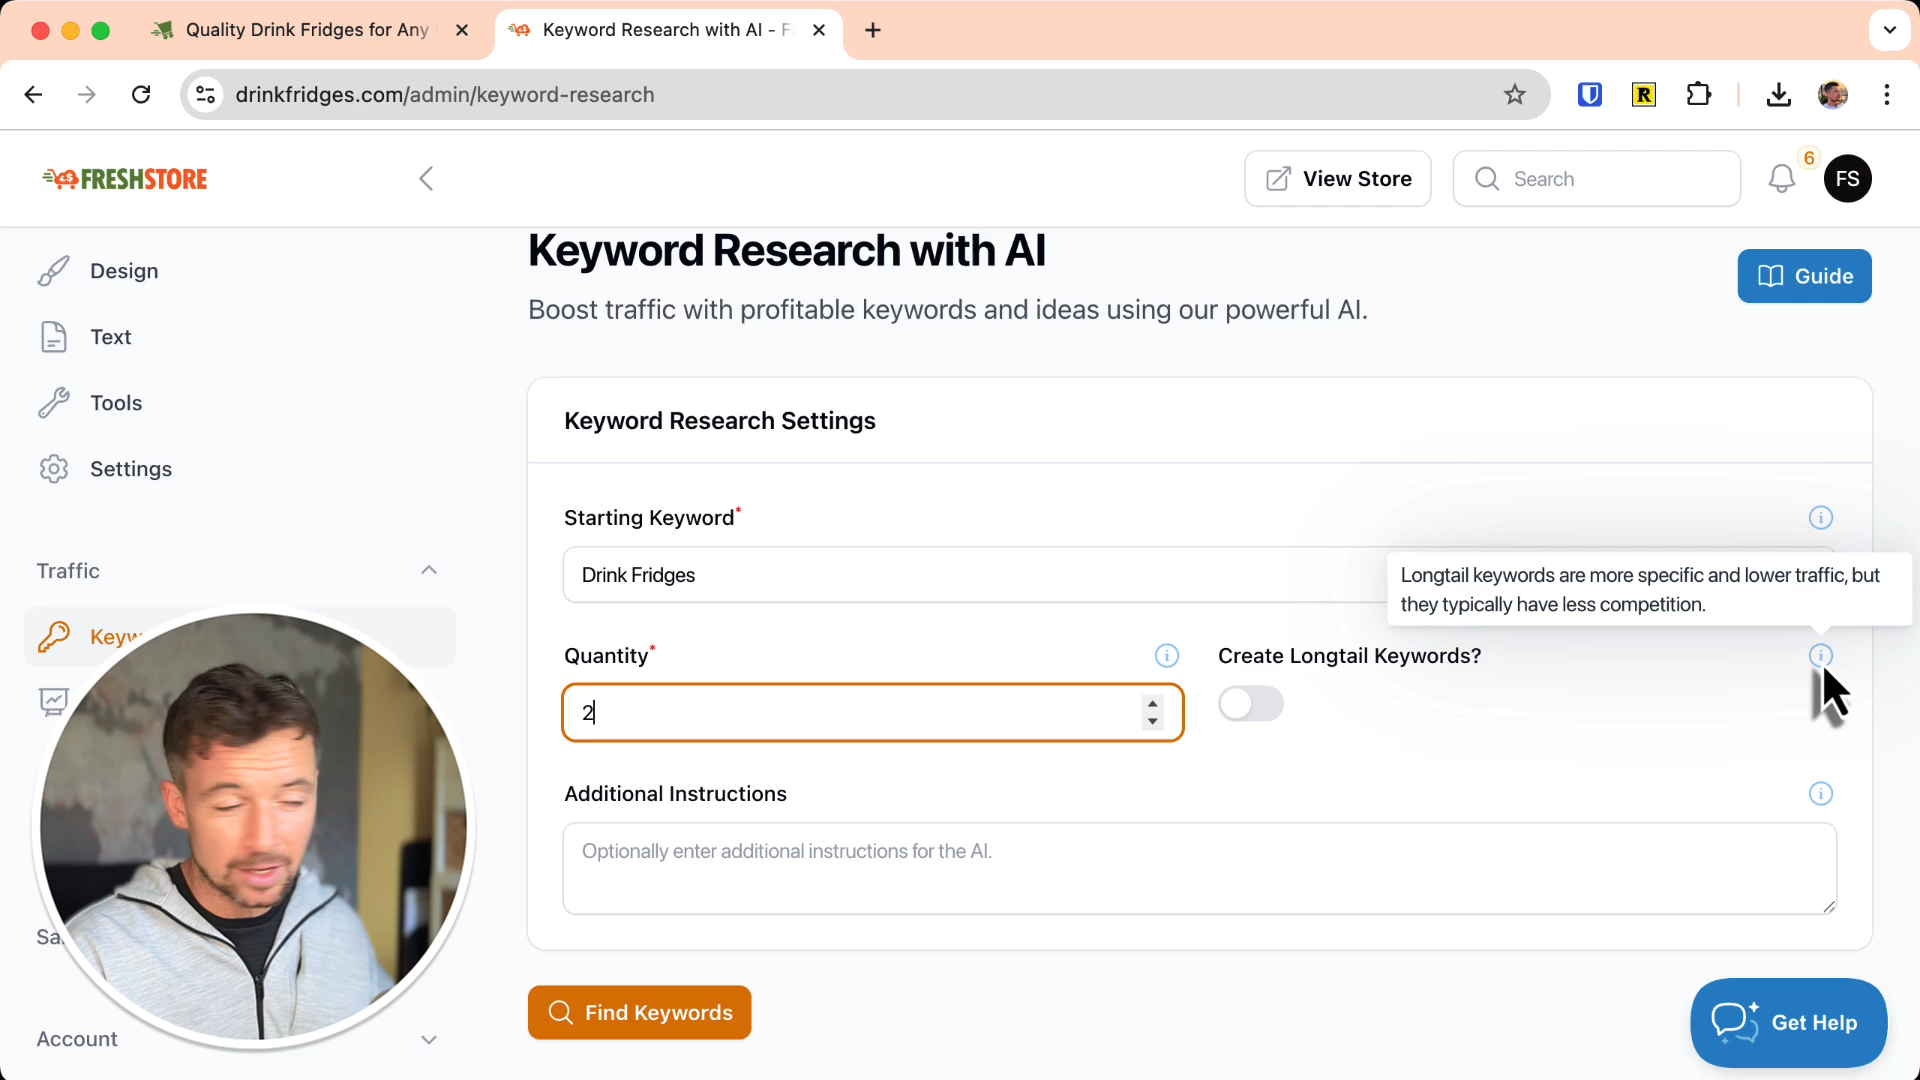 Quality Drink Fridges for Any
Keyword Research with AI - F
drinkfridges.com/admin/keyword-research
FRESHSTORE
View Store
Search
6
FS
Design
Text
Tools
Settings
Traffic
Keyw
Sa
Account
Keyword Research with AI
Guide
Boost traffic with profitable keywords and ideas using our powerful AI.
Keyword Research Settings
Starting Keyword*
Drink Fridges
Longtail keywords are more specific and lower traffic, but
they typically have less competition.
Quantity*
Create Longtail Keywords?
2
Additional Instructions
Optionally enter additional instructions for the AI.
Find Keywords
Get Help